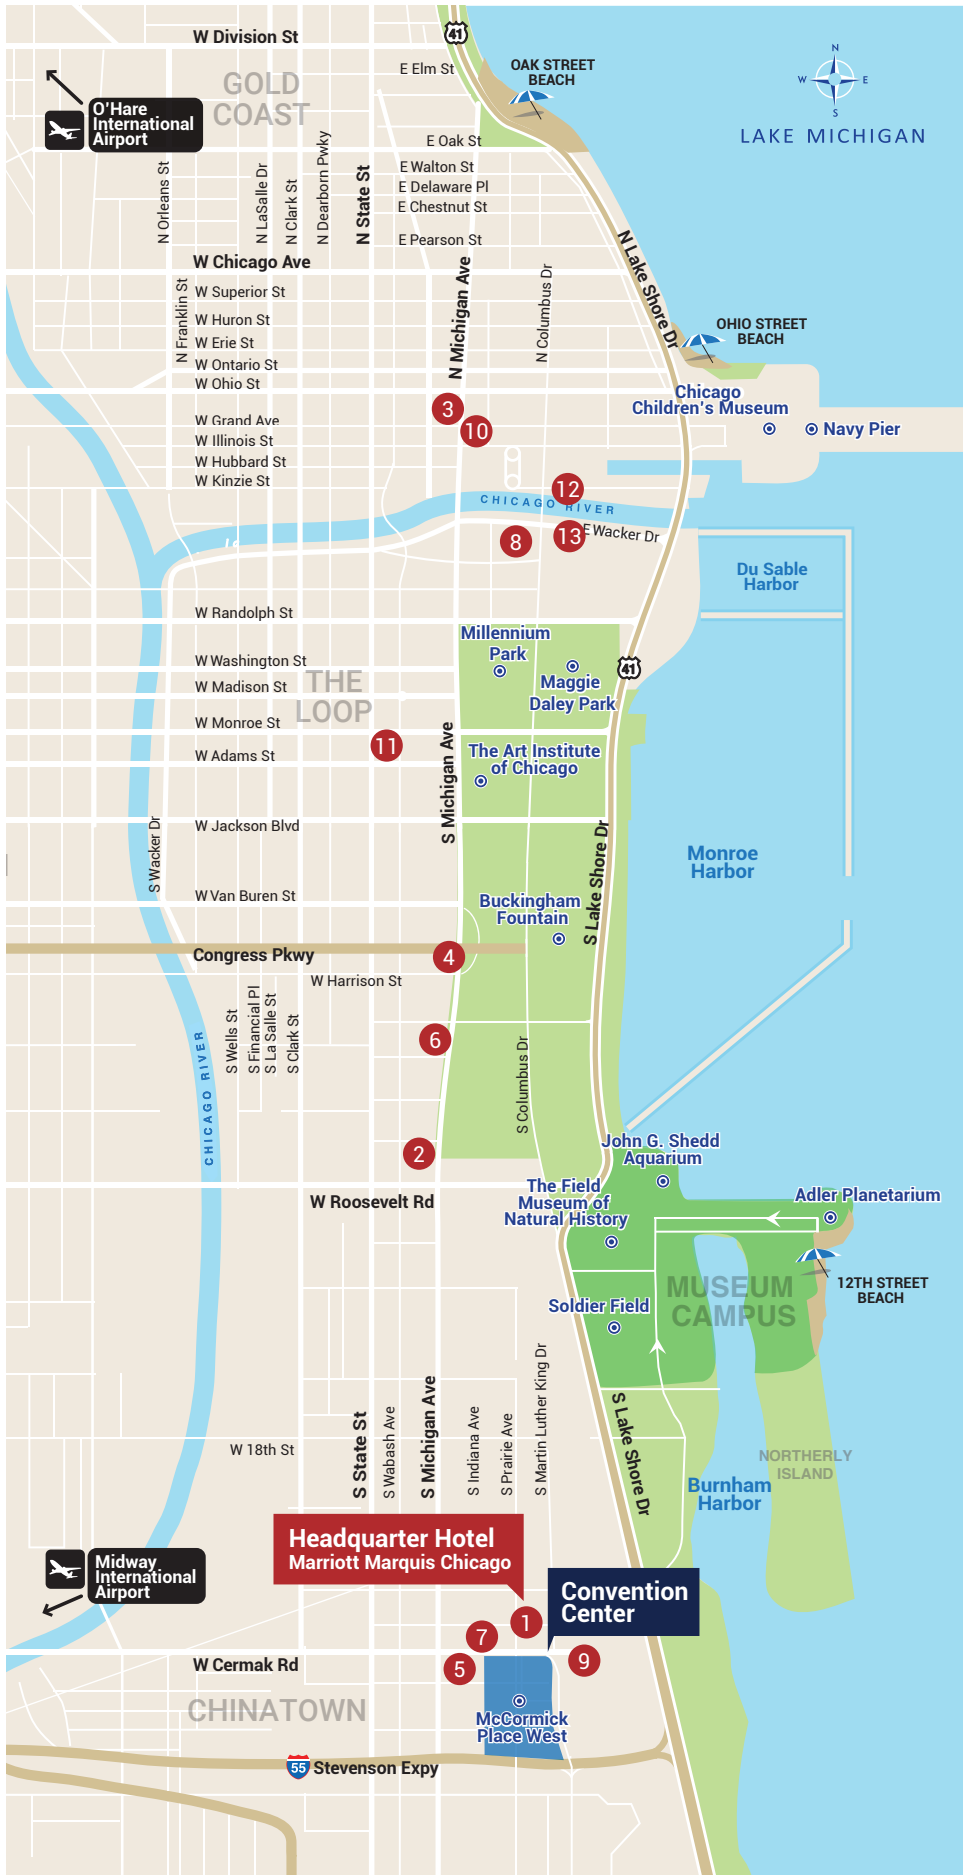 W Division St
41
E Elm St
OAK STREET
BEACH
N
W
E
S
LAKE MICHIGAN
GOLD
COAST
O'Hare
International
Airport
E Oak St
E Walton St
E Delaware Pl
E Chestnut St
E Pearson St
N Orleans St
N LaSalle Dr
N Clark St
N Dearborn Pwky
N State St
W Chicago Ave
N Lake Shore Dr
N Michigan Ave
N Columbus Dr
N Franklin St
W Superior St
W Huron St
W Erie St
W Ontario St
W Ohio St
OHIO STREET
BEACH
Chicago
Children's Museum
Navy Pier
3
10
W Grand Ave
W Illinois St
W Hubbard St
W Kinzie St
12
CHICAGO RIVER
8
13
E Wacker Dr
Du Sable
Harbor
W Randolph St
Millennium
Park
Maggie
Daley Park
41
W Washington St
W Madison St
THE
LOOP
W Monroe St
11
W Adams St
S Michigan Ave
The Art Institute
of Chicago
W Jackson Blvd
S Wacker Dr
S Lake Shore Dr
Monroe
Harbor
W Van Buren St
Buckingham
Fountain
Congress Pkwy
4
W Harrison St
S Wells St
S Financial Pl
S La Salle St
S Clark St
6
CHICAGO RIVER
S Columbus Dr
2
John G. Shedd
Aquarium
W Roosevelt Rd
The Field
Museum of
Natural History
Adler Planetarium
12TH STREET
BEACH
MUSEUM
CAMPUS
Soldier Field
S State St
S Wabash Ave
S Michigan Ave
S Indiana Ave
S Prairie Ave
S Martin Luther King Dr
S Lake Shore Dr
W 18th St
NORTHERLY
ISLAND
Burnham
Harbor
Headquarter Hotel
Marriott Marquis Chicago
Midway
International
Airport
Convention
Center
1
7
5
9
W Cermak Rd
CHINATOWN
McCormick
Place West
55
Stevenson Expy